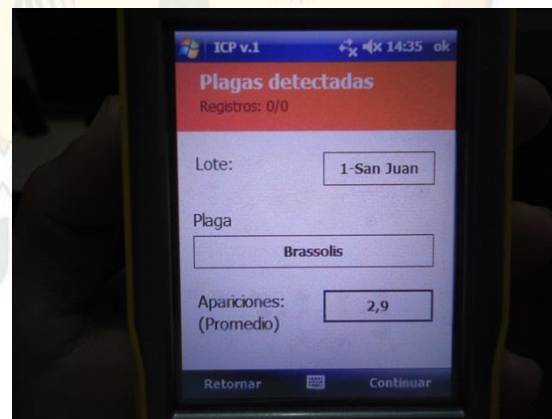 ICP v.1 14:35 ok
Plagas detectadas
Registros: 0/0
Lote: 1-San Juan
Plaga
Brassolis
Apariciones: 2,9
(Promedio)
Retornar Continuar